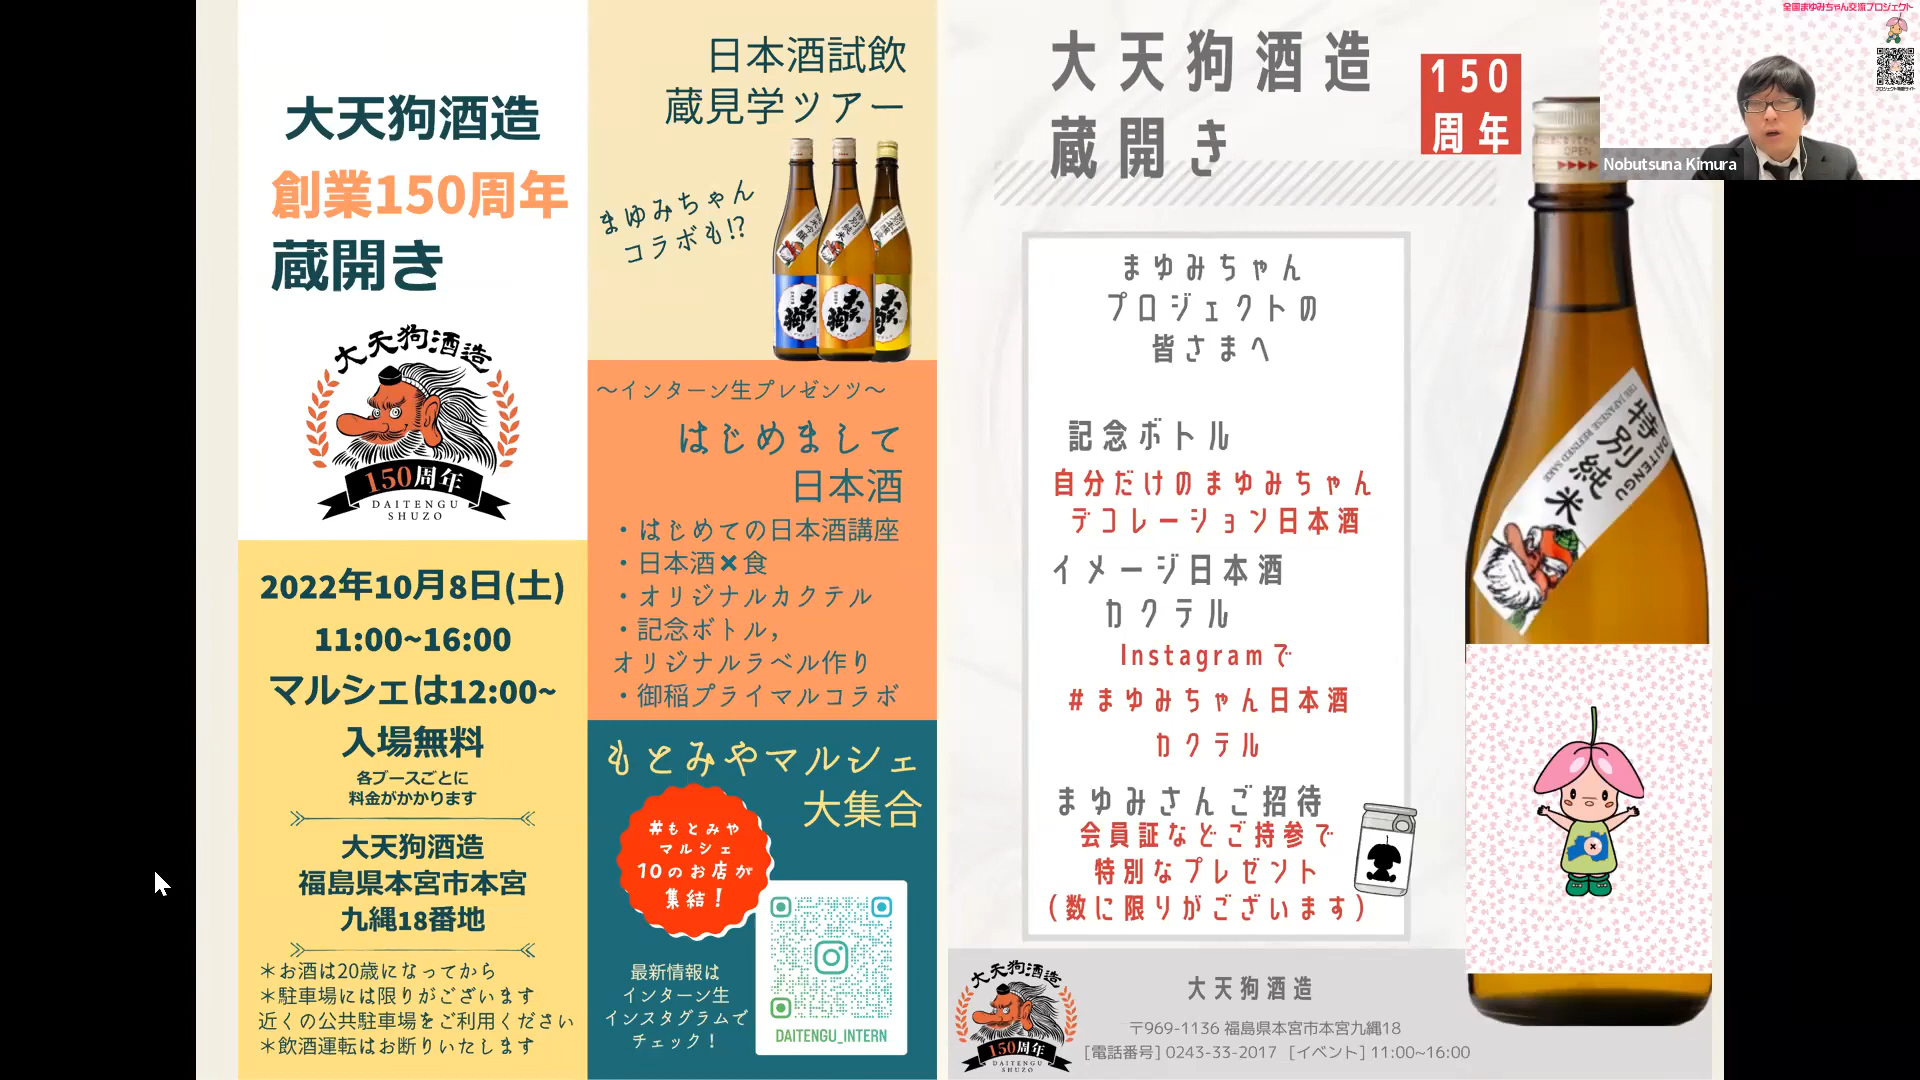 大天狗酒造
創業150周年
蔵開き
大天狗酒造
150周年
DAITENGU
SHUZO
2022年10月8日(土)
11:00~16:00
マルシェは12:00~
入場無料
各ブースごとに
料金がかかります
大天狗酒造
福島県本宮市本宮
九縄18番地
＊お酒は20歳になってから
＊駐車場には限りがございます
近くの公共駐車場をご利用ください
＊飲酒運転はお断りいたします
日本酒試飲
蔵見学ツアー
まゆみちゃん
コラボも!?
大天狗
大天狗
大天狗
～インターン生プレゼンツ～
はじめまして
日本酒
・はじめての日本酒講座
・日本酒✖食
・オリジナルカクテル
・記念ボトル，
オリジナルラベル作り
・御稲プライマルコラボ
もとみやマルシェ
大集合
#もとみや
マルシェ
10のお店が
集結！
最新情報は
インターン生
インスタグラムで
チェック！
DAITENGU_INTERN
大天狗酒造
蔵開き
150
周年
まゆみちゃん
プロジェクトの
皆さまへ
記念ボトル
自分だけのまゆみちゃん
デコレーション日本酒
イメージ日本酒
カクテル
Instagramで
#まゆみちゃん日本酒
カクテル
まゆみさんご招待
会員証などご持参で
特別なプレゼント
(数に限りがございます)
特別純米
DAITENGU
大天狗酒造
150周年
DAITENGU
SHUZO
大天狗酒造
〒969-1136 福島県本宮市本宮九縄18
[電話番号] 0243-33-2017 [イベント] 11:00~16:00
全国まゆみちゃん交流プロジェクト
Nobutsuna Kimura